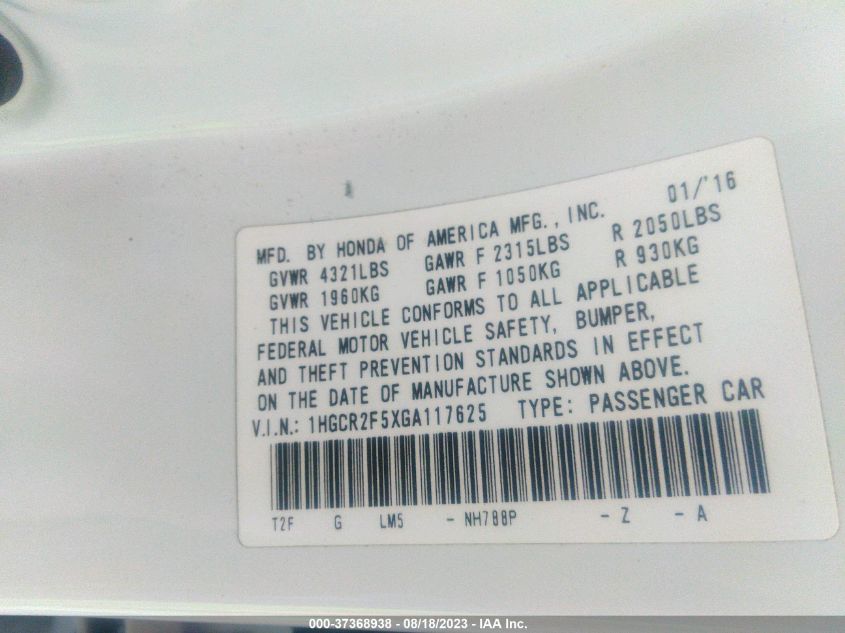 MFD. BY HONDA OF AMERICA MFG., INC. 01/'16
GVWR 4321LBS GAWR F 2315LBS R 2050LBS
GVWR 1960KG GAWR F 1050KG R 930KG
THIS VEHICLE CONFORMS TO ALL APPLICABLE
FEDERAL MOTOR VEHICLE SAFETY, BUMPER,
AND THEFT PREVENTION STANDARDS IN EFFECT
ON THE DATE OF MANUFACTURE SHOWN ABOVE.
V.I.N.: 1HGCR2F5XGA117625 TYPE: PASSENGER CAR
T2F G LM5 - NH788P - Z - A
000-37368938 - 08/18/2023 - IAA Inc.